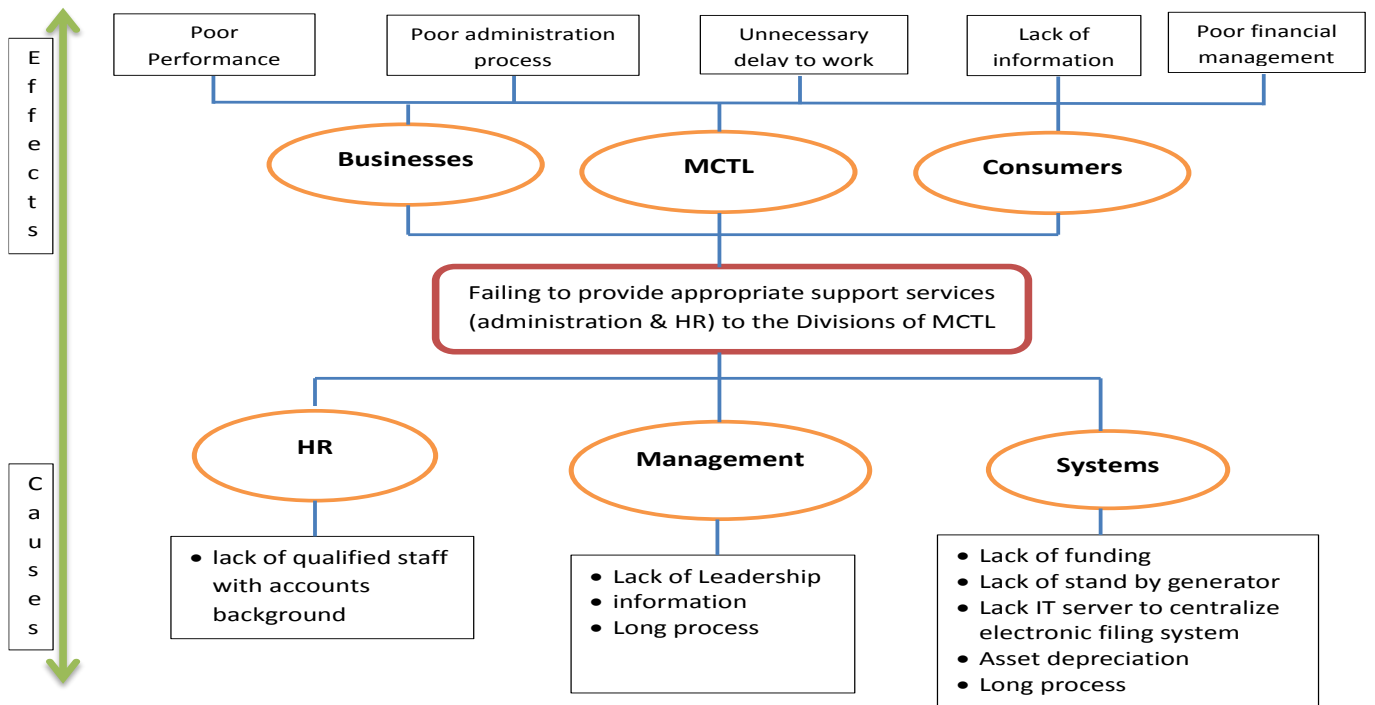 Poor
Performance
Poor administration
process
Unnecessary
delay to work
Lack of
information
Poor financial
management
Effects
Businesses
MCTL
Consumers
Failing to provide appropriate support services
(administration & HR) to the Divisions of MCTL
HR
Management
Systems
Causes
• lack of qualified staff
with accounts
background
• Lack of Leadership
• information
• Long process
• Lack of funding
• Lack of stand by generator
• Lack IT server to centralize
electronic filing system
• Asset depreciation
• Long process